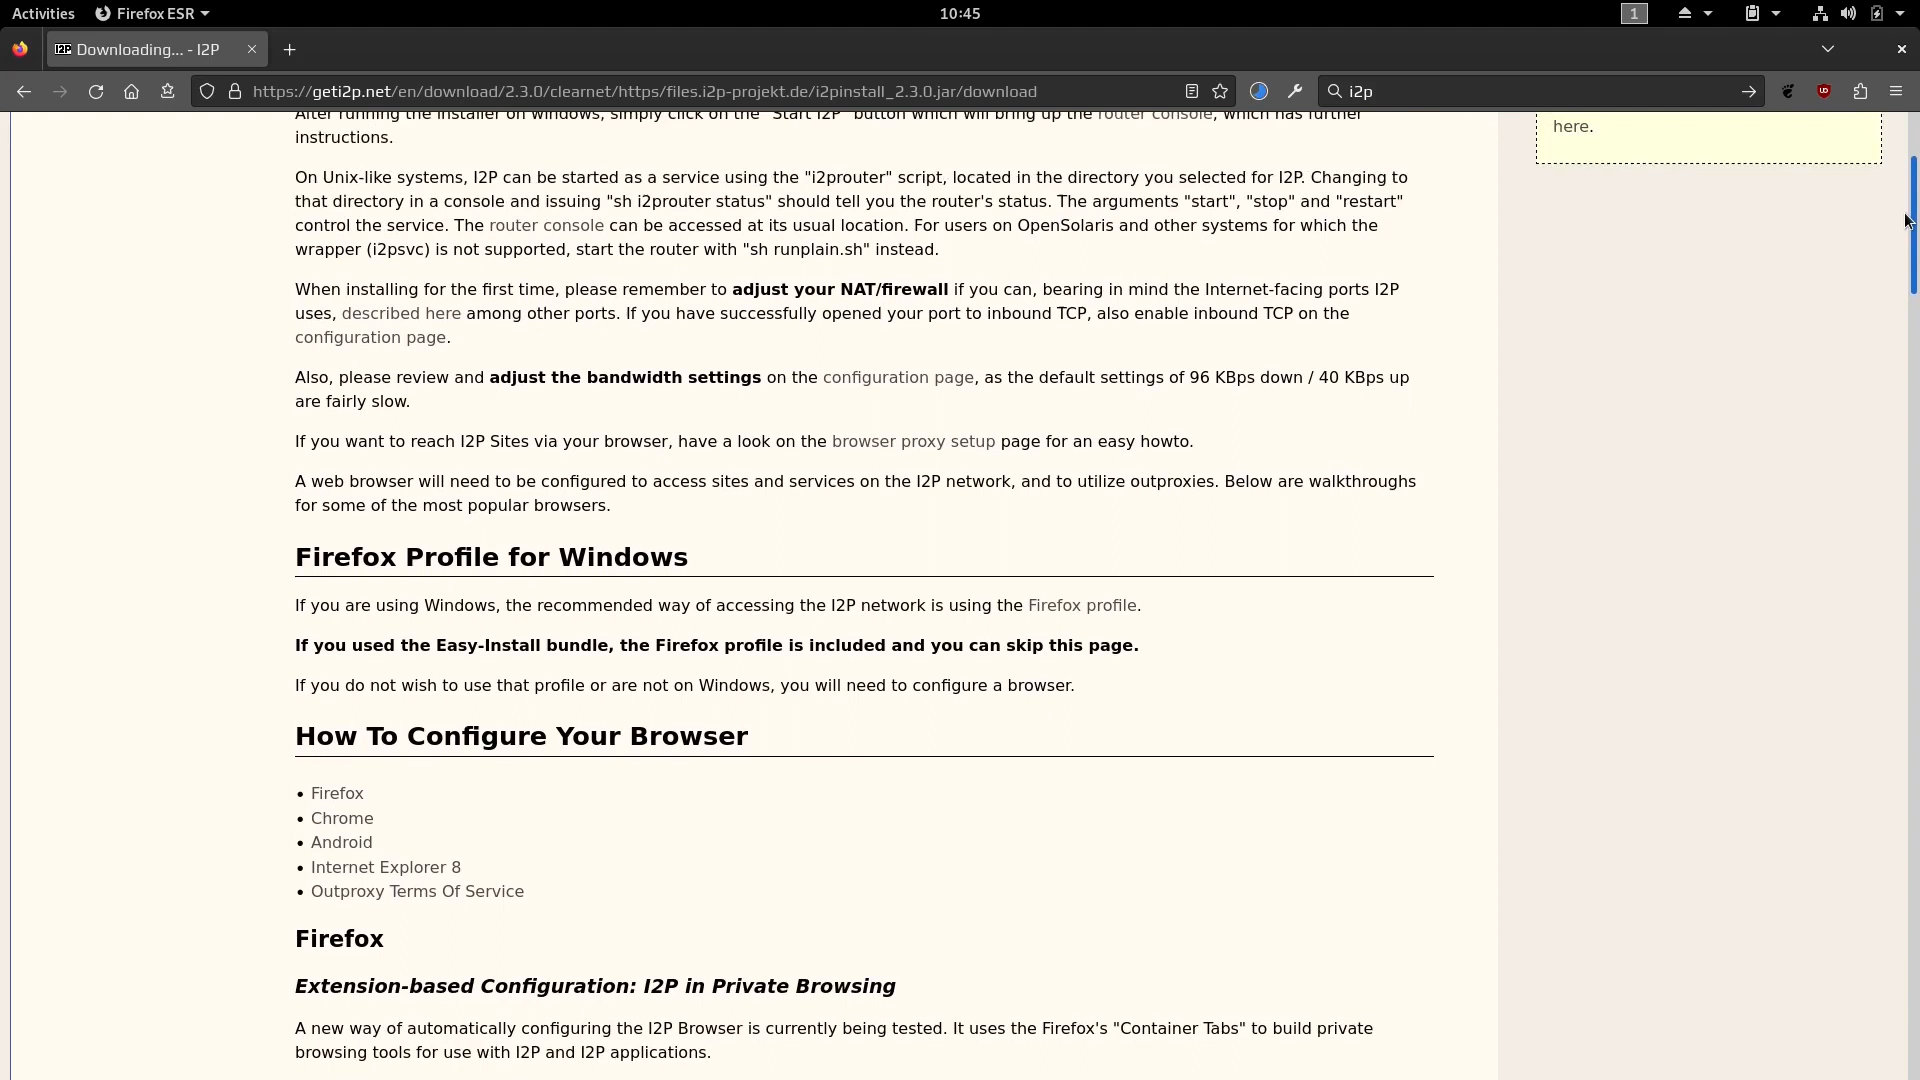 Activities
Firefox ESR
10:45
1
I2P Downloading... - I2P
https://geti2p.net/en/download/2.3.0/clearnet/https/files.i2p-projekt.de/i2pinstall_2.3.0.jar/download
i2p
After running the installer on windows, simply click on the "Start I2P" button which will bring up the router console, which has further
instructions.
here.
On Unix-like systems, I2P can be started as a service using the "i2prouter" script, located in the directory you selected for I2P. Changing to
that directory in a console and issuing "sh i2prouter status" should tell you the router's status. The arguments "start", "stop" and "restart"
control the service. The router console can be accessed at its usual location. For users on OpenSolaris and other systems for which the
wrapper (i2psvc) is not supported, start the router with "sh runplain.sh" instead.
When installing for the first time, please remember to adjust your NAT/firewall if you can, bearing in mind the Internet-facing ports I2P
uses, described here among other ports. If you have successfully opened your port to inbound TCP, also enable inbound TCP on the
configuration page.
Also, please review and adjust the bandwidth settings on the configuration page, as the default settings of 96 KBps down / 40 KBps up
are fairly slow.
If you want to reach I2P Sites via your browser, have a look on the browser proxy setup page for an easy howto.
A web browser will need to be configured to access sites and services on the I2P network, and to utilize outproxies. Below are walkthroughs
for some of the most popular browsers.
Firefox Profile for Windows
If you are using Windows, the recommended way of accessing the I2P network is using the Firefox profile.
If you used the Easy-Install bundle, the Firefox profile is included and you can skip this page.
If you do not wish to use that profile or are not on Windows, you will need to configure a browser.
How To Configure Your Browser
• Firefox
• Chrome
• Android
• Internet Explorer 8
• Outproxy Terms Of Service
Firefox
Extension-based Configuration: I2P in Private Browsing
A new way of automatically configuring the I2P Browser is currently being tested. It uses the Firefox's "Container Tabs" to build private
browsing tools for use with I2P and I2P applications.